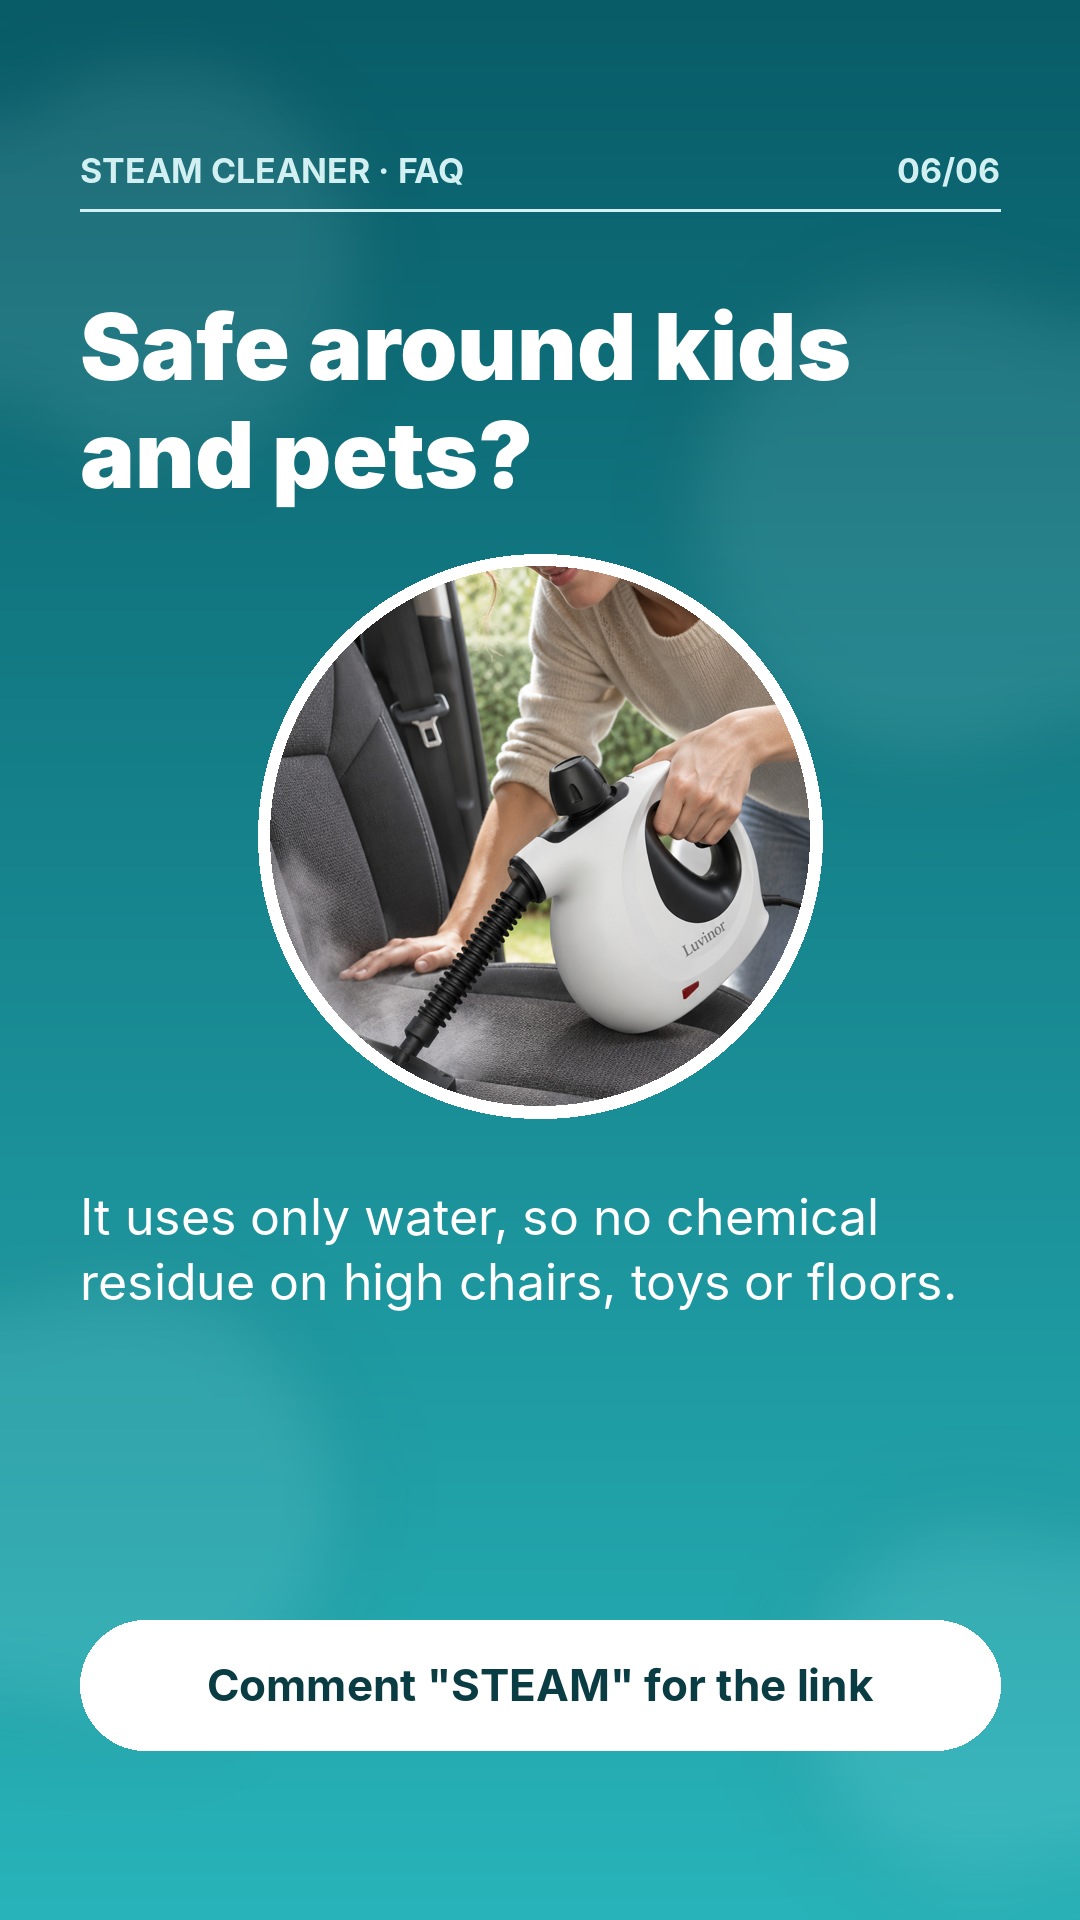 STEAM CLEANER · FAQ
06/06
Safe around kids
and pets?
Luvinor
It uses only water, so no chemical
residue on high chairs, toys or floors.
Comment "STEAM" for the link